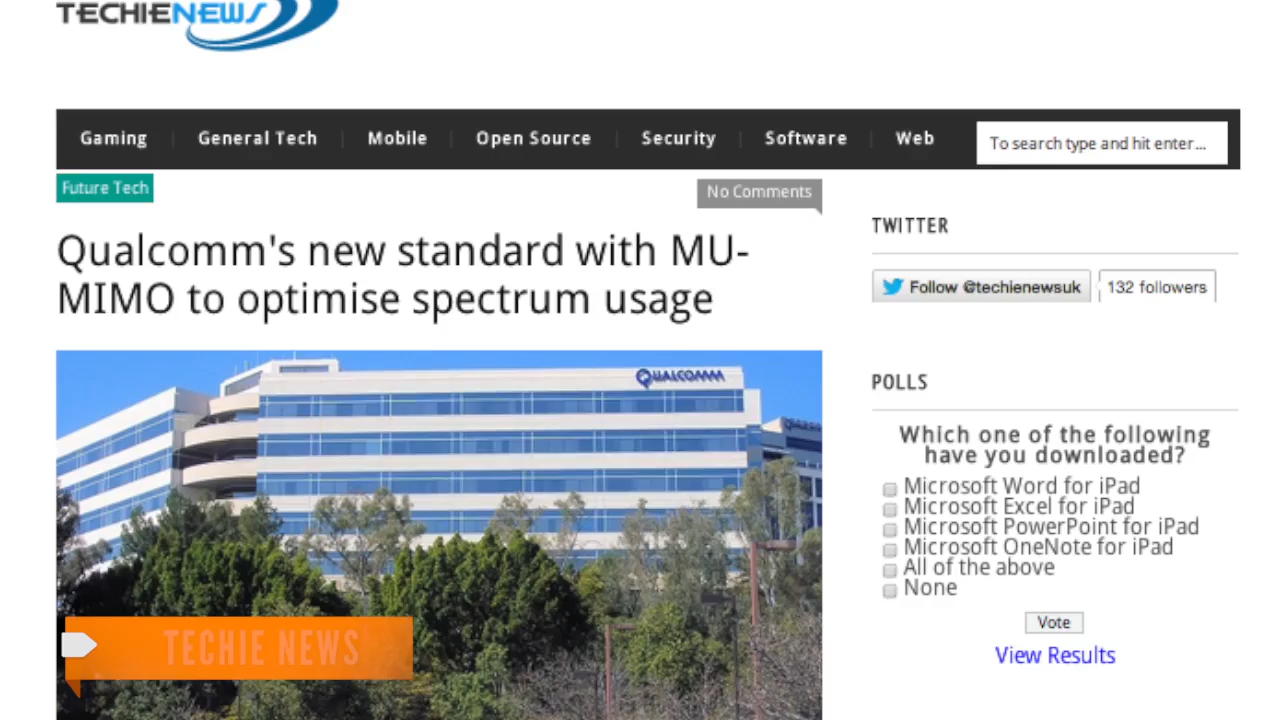 TECHIENEWS
Gaming
General Tech
Mobile
Open Source
Security
Software
Web
To search type and hit enter...
Future Tech
No Comments
Qualcomm's new standard with MU-
MIMO to optimise spectrum usage
QUALCOMM
TECHIE NEWS
TWITTER
Follow @techienewsuk
132 followers
POLLS
Which one of the following
have you downloaded?
Microsoft Word for iPad
Microsoft Excel for iPad
Microsoft PowerPoint for iPad
Microsoft OneNote for iPad
All of the above
None
Vote
View Results